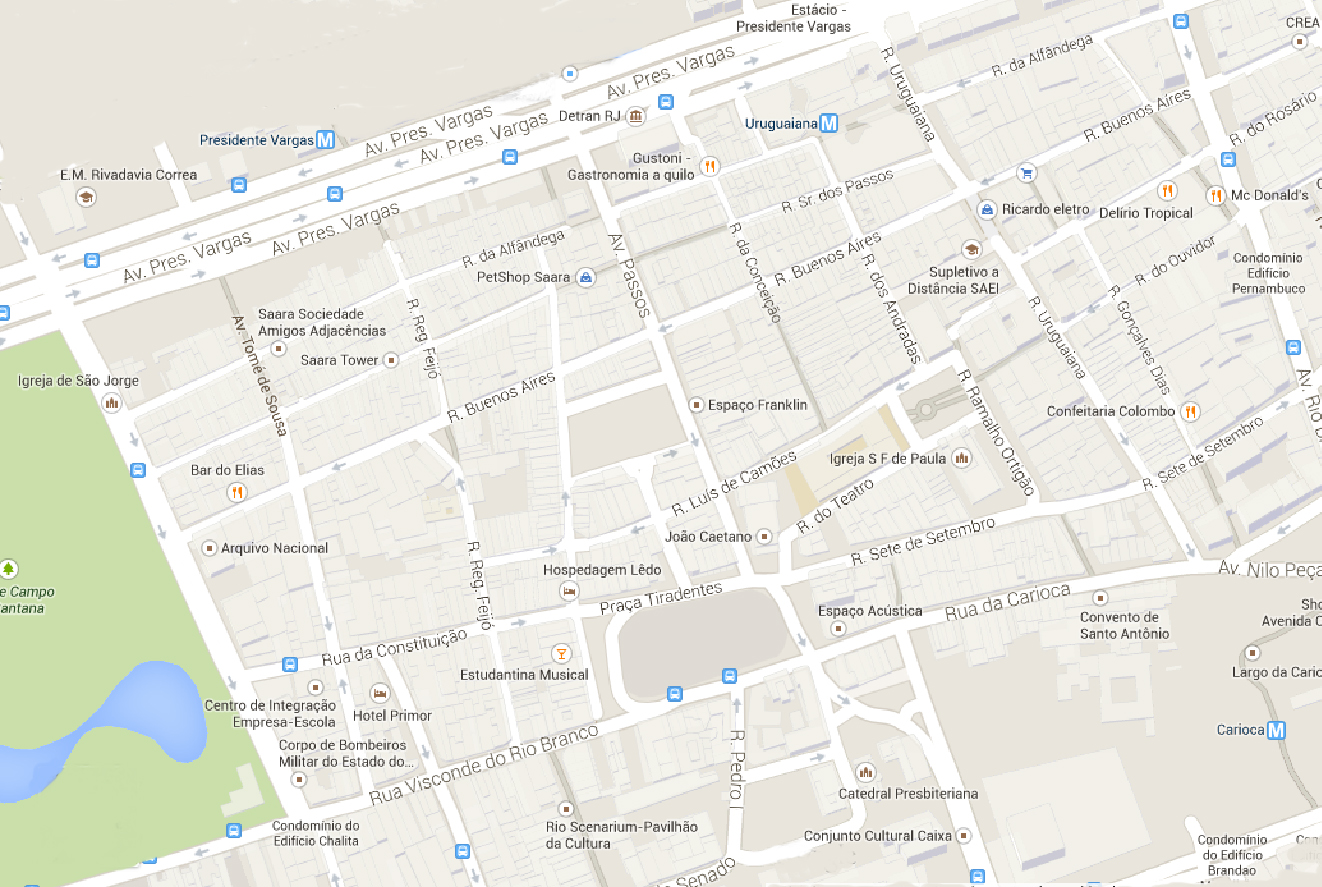 Estácio -
Presidente Vargas
CREA
R. da Alfândega
R. Uruguaiana
Av. Pres. Vargas
Av. Pres. Vargas
Av. Pres. Vargas
Detran RJ
Uruguaiana M
R. Buenos Aires
R. do Rosário
Presidente Vargas M
Gustoni -
Gastronomia a quilo
E.M. Rivadavia Correa
R. Sr. dos Passos
Ricardo eletro
Delírio Tropical
Mc Donald's
Av. Pres. Vargas
Av. Pres. Vargas
R. da Alfândega
Av. Passos
R. da Conceição
R. Buenos Aires
R. dos Andradas
R. do Ouvidor
Supletivo a
Distância SAEI
Condomínio
Edifício
Pernambuco
PetShop Saara
R. Reg. Feijó
Av. Tomé de Sousa
Saara Sociedade
Amigos Adjacências
Saara Tower
R. Uruguaiana
R. Gonçalves Dias
Igreja de São Jorge
R. Buenos Aires
Espaço Franklin
R. Ramalho Ortigão
Confeitaria Colombo
Bar do Elias
R. Luís de Camões
Igreja S F de Paula
R. Sete de Setembro
R. do Teatro
João Caetano
R. Sete de Setembro
Arquivo Nacional
R. Reg. Feijó
Hospedagem Lêdo
Av. Nilo Peça
e Campo
antana
Praça Tiradentes
Espaço Acústica
Rua da Carioca
Convento de
Santo Antônio
Sho
Avenida C
Rua da Constituição
Estudantina Musical
Largo da Cario
Centro de Integração
Empresa-Escola
Hotel Primor
Carioca M
Corpo de Bombeiros
Militar do Estado do...
Rua Visconde do Rio Branco
R. Pedro I
Catedral Presbiteriana
Condomínio do
Edifício Chalita
Rio Scenarium-Pavilhão
da Cultura
Conjunto Cultural Caixa
Condomínio
do Edifício
Brandao
Senado